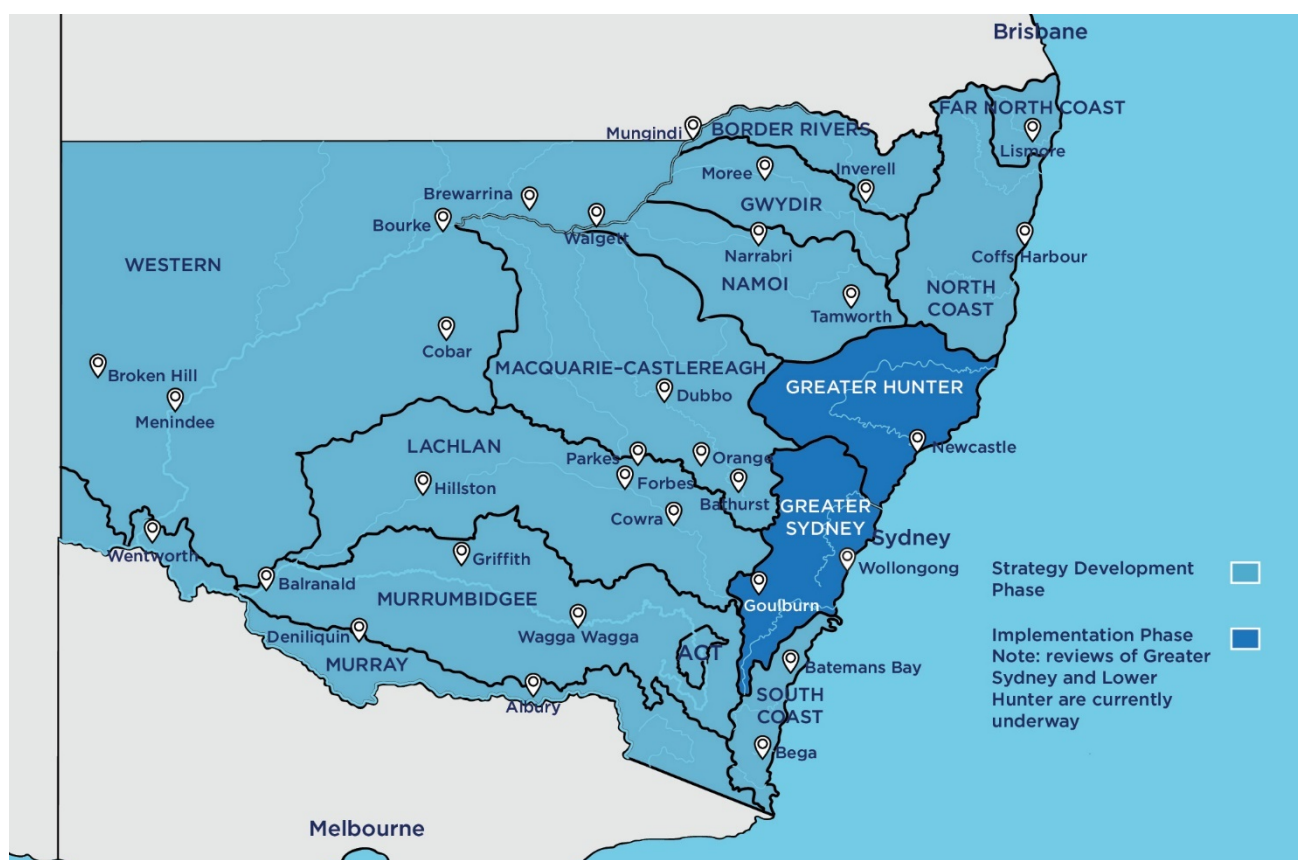 Brisbane
FAR NORTH COAST
Mungindi
BORDER RIVERS
Lismore
Moree
Inverell
Brewarrina
GWYDIR
Bourke
Walgett
Narrabri
Coffs Harbour
WESTERN
NAMOI
NORTH
COAST
Tamworth
Cobar
MACQUARIE–CASTLEREAGH
Broken Hill
GREATER HUNTER
Dubbo
Menindee
LACHLAN
Newcastle
Parkes
Orange
Hillston
Forbes
Bathurst
GREATER
SYDNEY
Cowra
Sydney
Wentworth
Griffith
Wollongong
Balranald
MURRUMBIDGEE
Goulburn
Deniliquin
Wagga Wagga
ACT
MURRAY
Batemans Bay
Albury
SOUTH
COAST
Bega
Melbourne
Strategy Development
Phase
Implementation Phase
Note: reviews of Greater
Sydney and Lower
Hunter are currently
underway